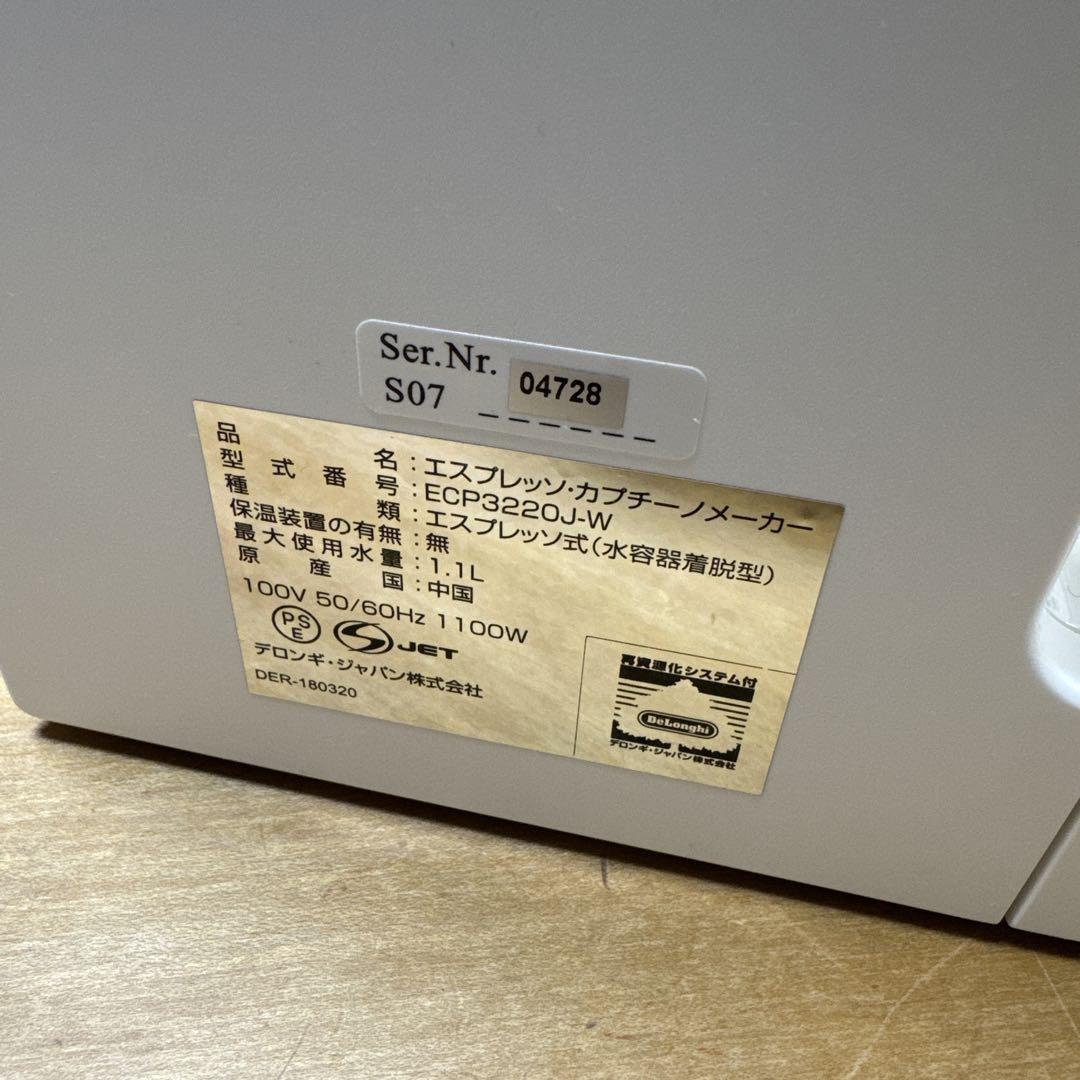 Ser.Nr.
S07 04728
品名：エスプレッソ・カプチーノメーカー
型式番号：ECP3220J-W
種類：エスプレッソ式(水容器着脱型)
保温装置の有無：無
最大使用水量：1.1L
原産国：中国
100V 50/60Hz 1100W
PSE JET
デロンギ・ジャパン株式会社
DER-180320
再資源化システム付
DeLonghi
デロンギ・ジャパン株式会社